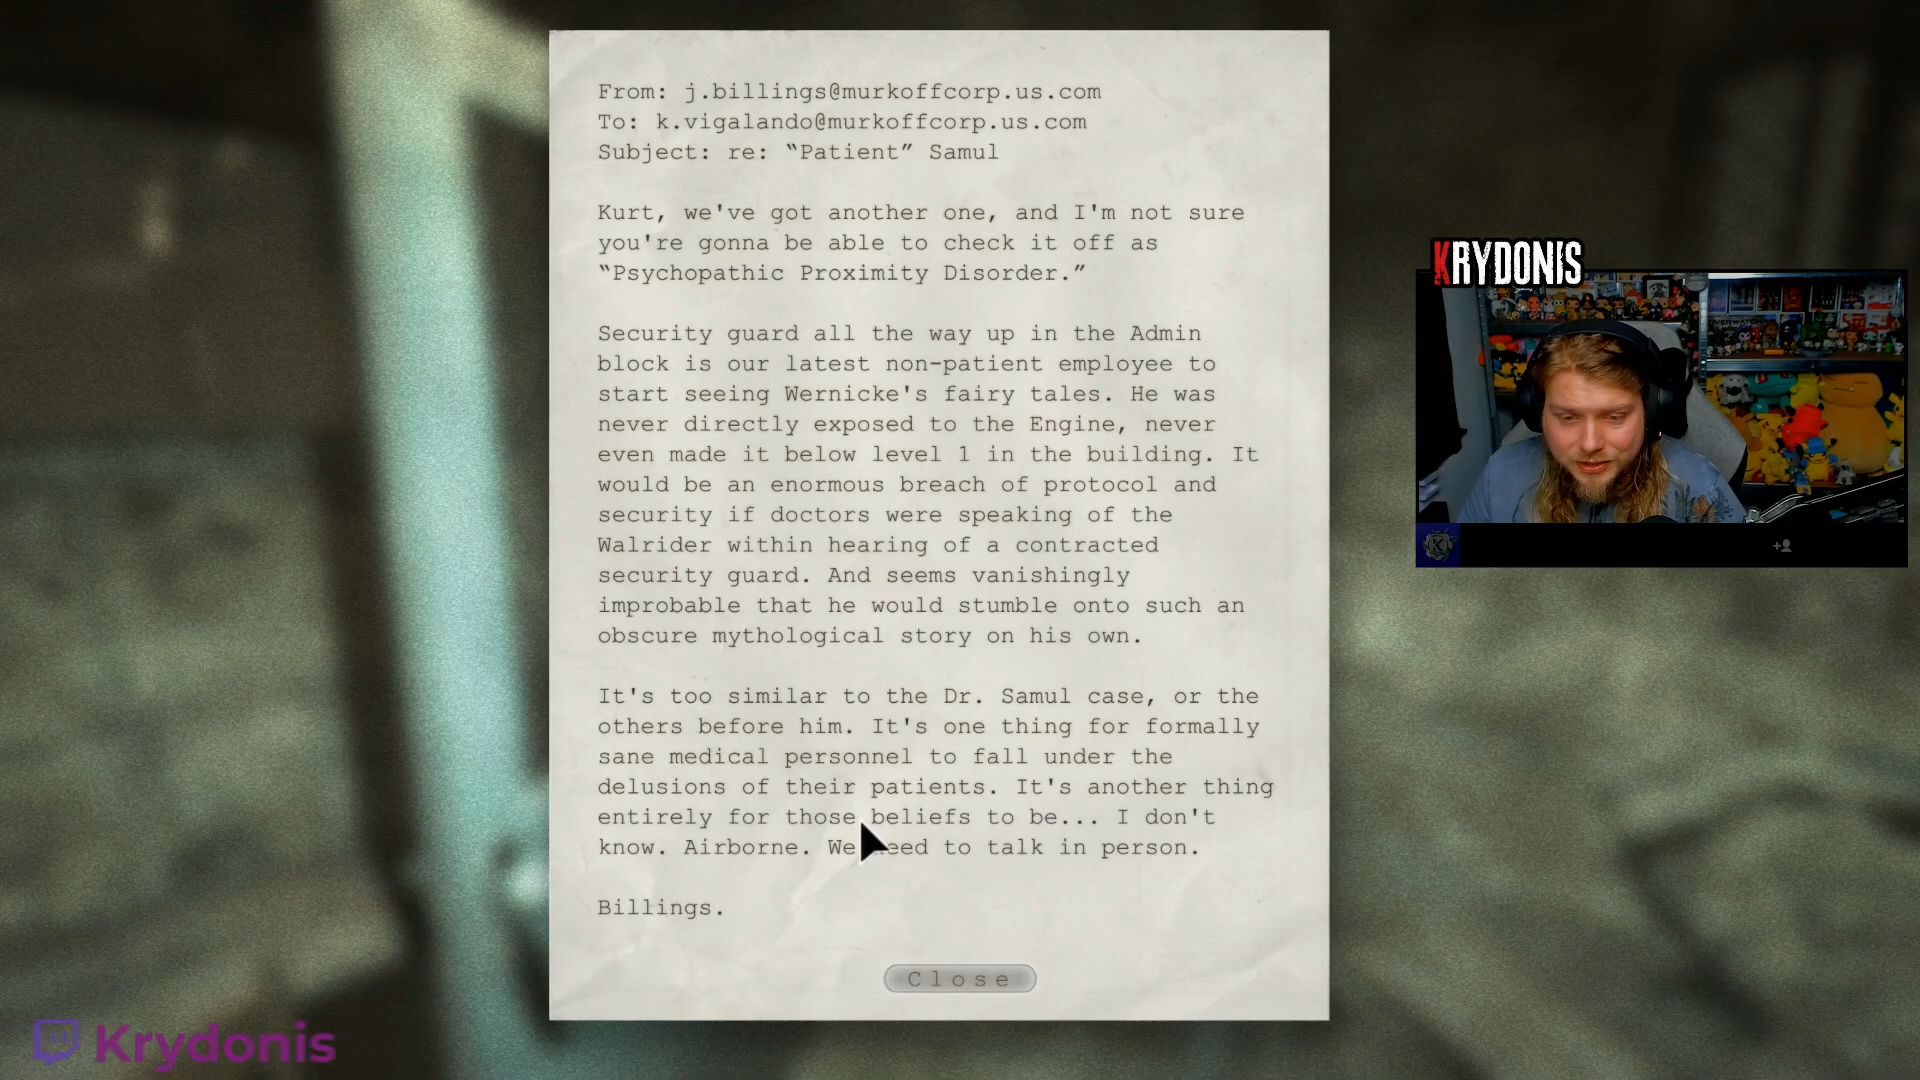 From: j.billings@murkoffcorp.us.com
To: k.vigalando@murkoffcorp.us.com
Subject: re: “Patient” Samul
Kurt, we've got another one, and I'm not sure
you're gonna be able to check it off as
“Psychopathic Proximity Disorder.”
Security guard all the way up in the Admin
block is our latest non-patient employee to
start seeing Wernicke's fairy tales. He was
never directly exposed to the Engine, never
even made it below level 1 in the building. It
would be an enormous breach of protocol and
security if doctors were speaking of the
Walrider within hearing of a contracted
security guard. And seems vanishingly
improbable that he would stumble onto such an
obscure mythological story on his own.
It's too similar to the Dr. Samul case, or the
others before him. It's one thing for formally
sane medical personnel to fall under the
delusions of their patients. It's another thing
entirely for those beliefs to be... I don't
know. Airborne. We need to talk in person.
Billings.
Close
KRYDONIS
Krydonis